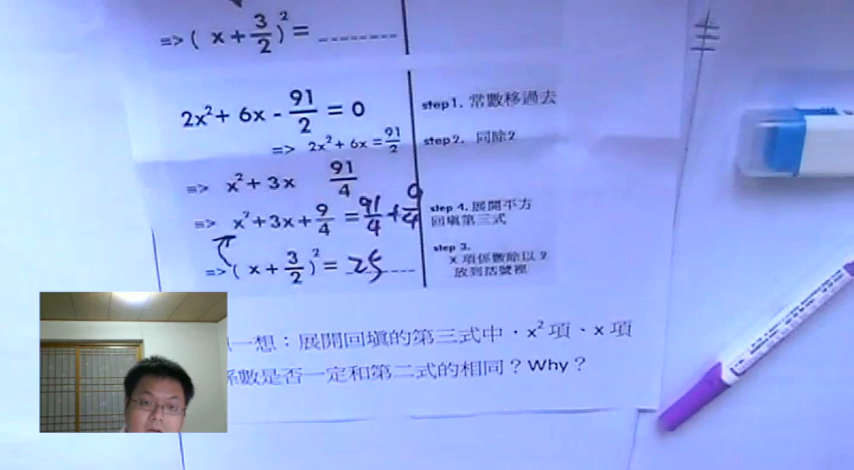 => ( x + 3/2 )² = --------
2x² + 6x - 91/2 = 0
step1. 常數移過去
=> 2x² + 6x = 91/2
step2. 同除2
=> x² + 3x 91/4
=> x² + 3x + 9/4 = 91/4 + 9/4
step 4. 展開平方
回填第三式
=> ( x + 3/2 )² = 25
step 3.
x 項係數除以 2
放到括號裡
一想：展開回填的第三式中，x² 項、x 項
係數是否一定和第二式的相同？Why？